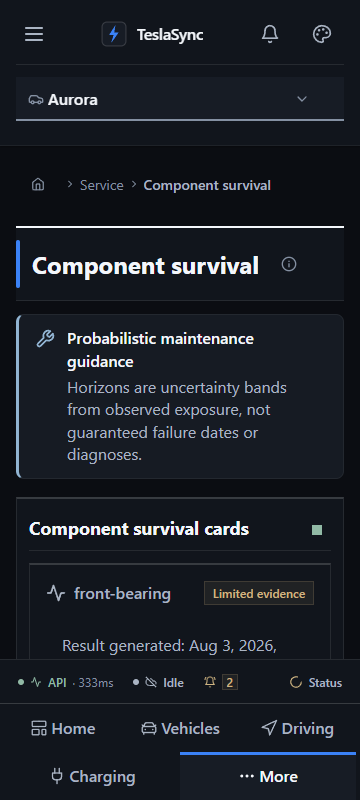 TeslaSync
Aurora
Service
Component survival
Component survival
Probabilistic maintenance
guidance
Horizons are uncertainty bands
from observed exposure, not
guaranteed failure dates or
diagnoses.
Component survival cards
front-bearing
Limited evidence
Result generated: Aug 3, 2026,
API · 333ms
Idle
2
Status
Home
Vehicles
Driving
Charging
More